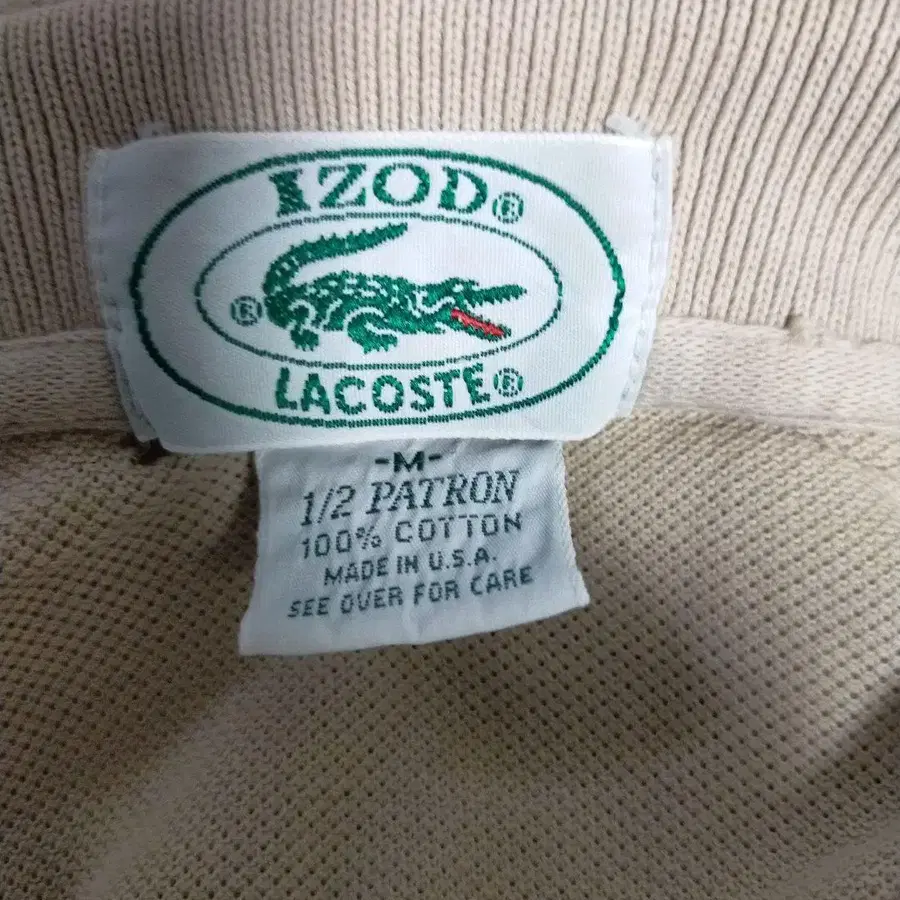 IZOD®
®
LACOSTE®
-M-
1/2 PATRON
100% COTTON
MADE IN U.S.A.
SEE OVER FOR CARE